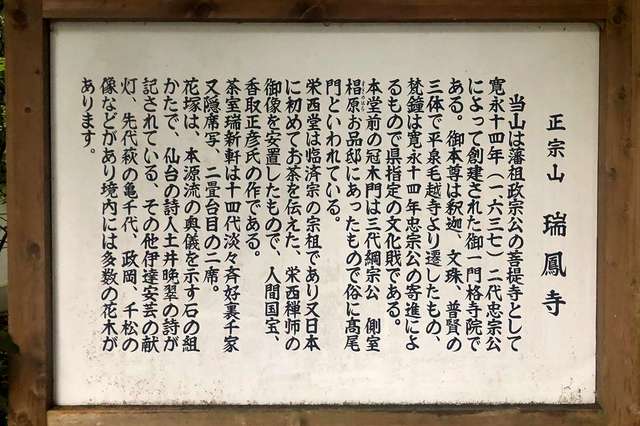 正宗山　瑞鳳寺
当山は藩祖政宗公の菩提寺として
寛永十四年（一六三七）二代忠宗公
によって創建された御一門格寺院で
ある。御本尊は釈迦、文珠、普賢の
三体で平泉毛越寺より遷したもの、
梵鐘は寛永十四年忠宗公の寄進によ
るもので県指定の文化財である。
本堂前の冠木門は三代綱宗公　側室
椙原お品邸にあったもので俗に高尾
門といわれている。
栄西堂は臨済宗の宗祖であり又日本
に初めてお茶を伝えた、栄西禅師の
御像を安置したもので、人間国宝、
香取正彦氏の作である。
茶室瑞新軒は十四代淡々斉好裏千家
又隠席写、二畳台目の二席。
花塚は、本源流の奥儀を示す石の組
かたで、仙台の詩人土井晩翠の詩が
記されている、その他伊達安芸の献
灯、先代萩の亀千代、政岡、千松の
像などがあり境内には多数の花木が
あります。